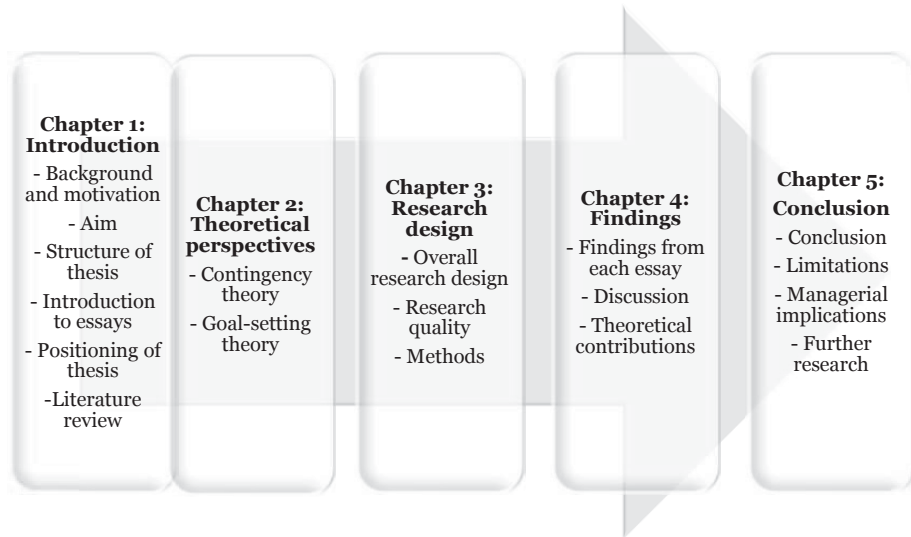 Chapter 1:
Introduction
- Background
and motivation
- Aim
- Structure of
thesis
- Introduction
to essays
- Positioning of
thesis
-Literature
review
Chapter 2:
Theoretical
perspectives
- Contingency
theory
- Goal-setting
theory
Chapter 3:
Research
design
- Overall
research design
- Research
quality
- Methods
Chapter 4:
Findings
- Findings from
each essay
- Discussion
- Theoretical
contributions
Chapter 5:
Conclusion
- Conclusion
- Limitations
- Managerial
implications
- Further
research